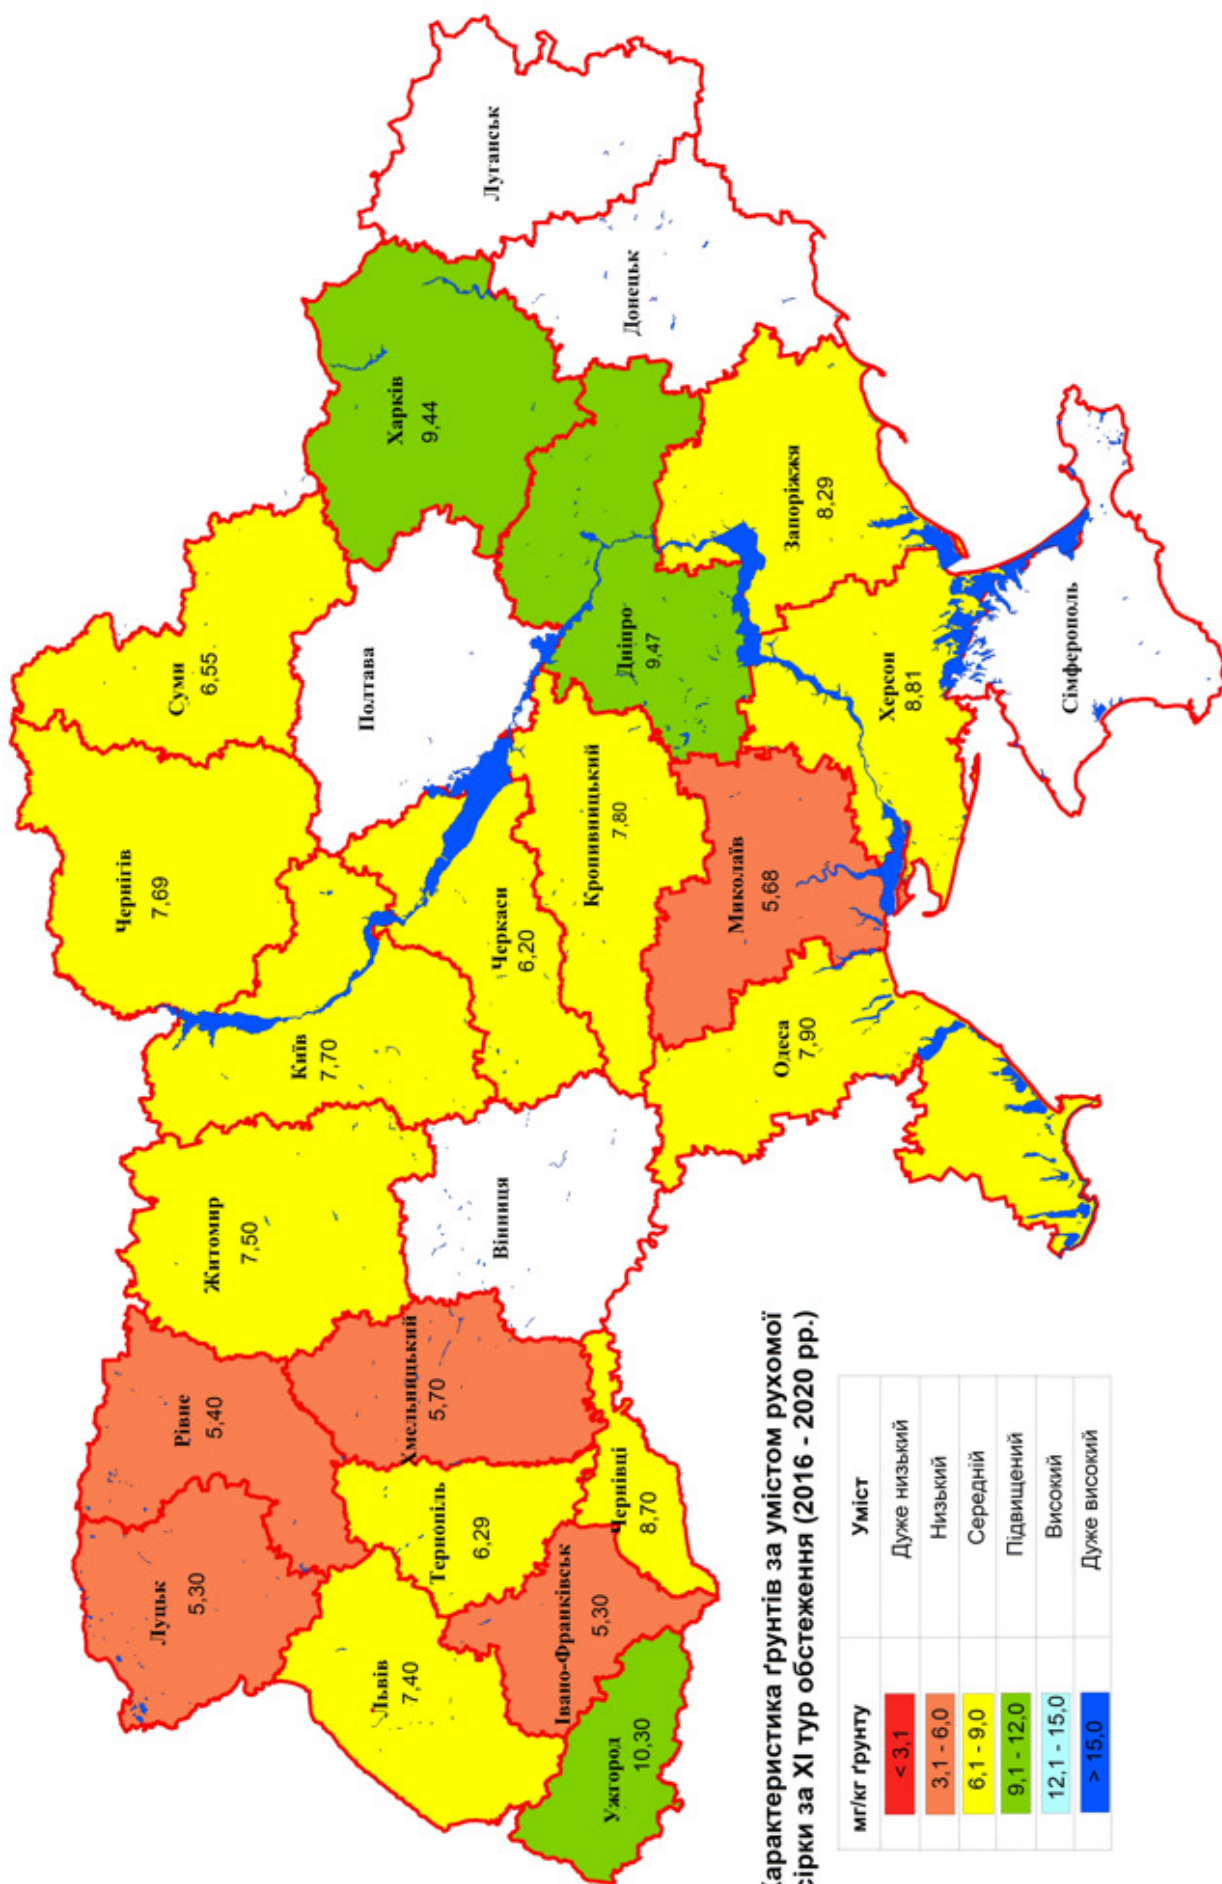 Луцьк
5,30
Рівне
5,40
Житомир
7,50
Київ
7,70
Чернігів
7,69
Суми
6,55
Львів
7,40
Тернопіль
6,29
Хмельницький
5,70
Вінниця
Черкаси
6,20
Полтава
Харків
9,44
Луганськ
Ужгород
10,30
Івано-Франківськ
5,30
Чернівці
8,70
Кропивницький
7,80
Дніпро
9,47
Донецьк
Одеса
7,90
Миколаїв
5,68
Херсон
8,81
Запоріжжя
8,29
Сімферополь
Характеристика ґрунтів за умістом рухомої
сірки за XI тур обстеження (2016 - 2020 рр.)
мг/кг ґрунту Уміст
< 3,1 Дуже низький
3,1 - 6,0 Низький
6,1 - 9,0 Середній
9,1 - 12,0 Підвищений
12,1 - 15,0 Високий
> 15,0 Дуже високий